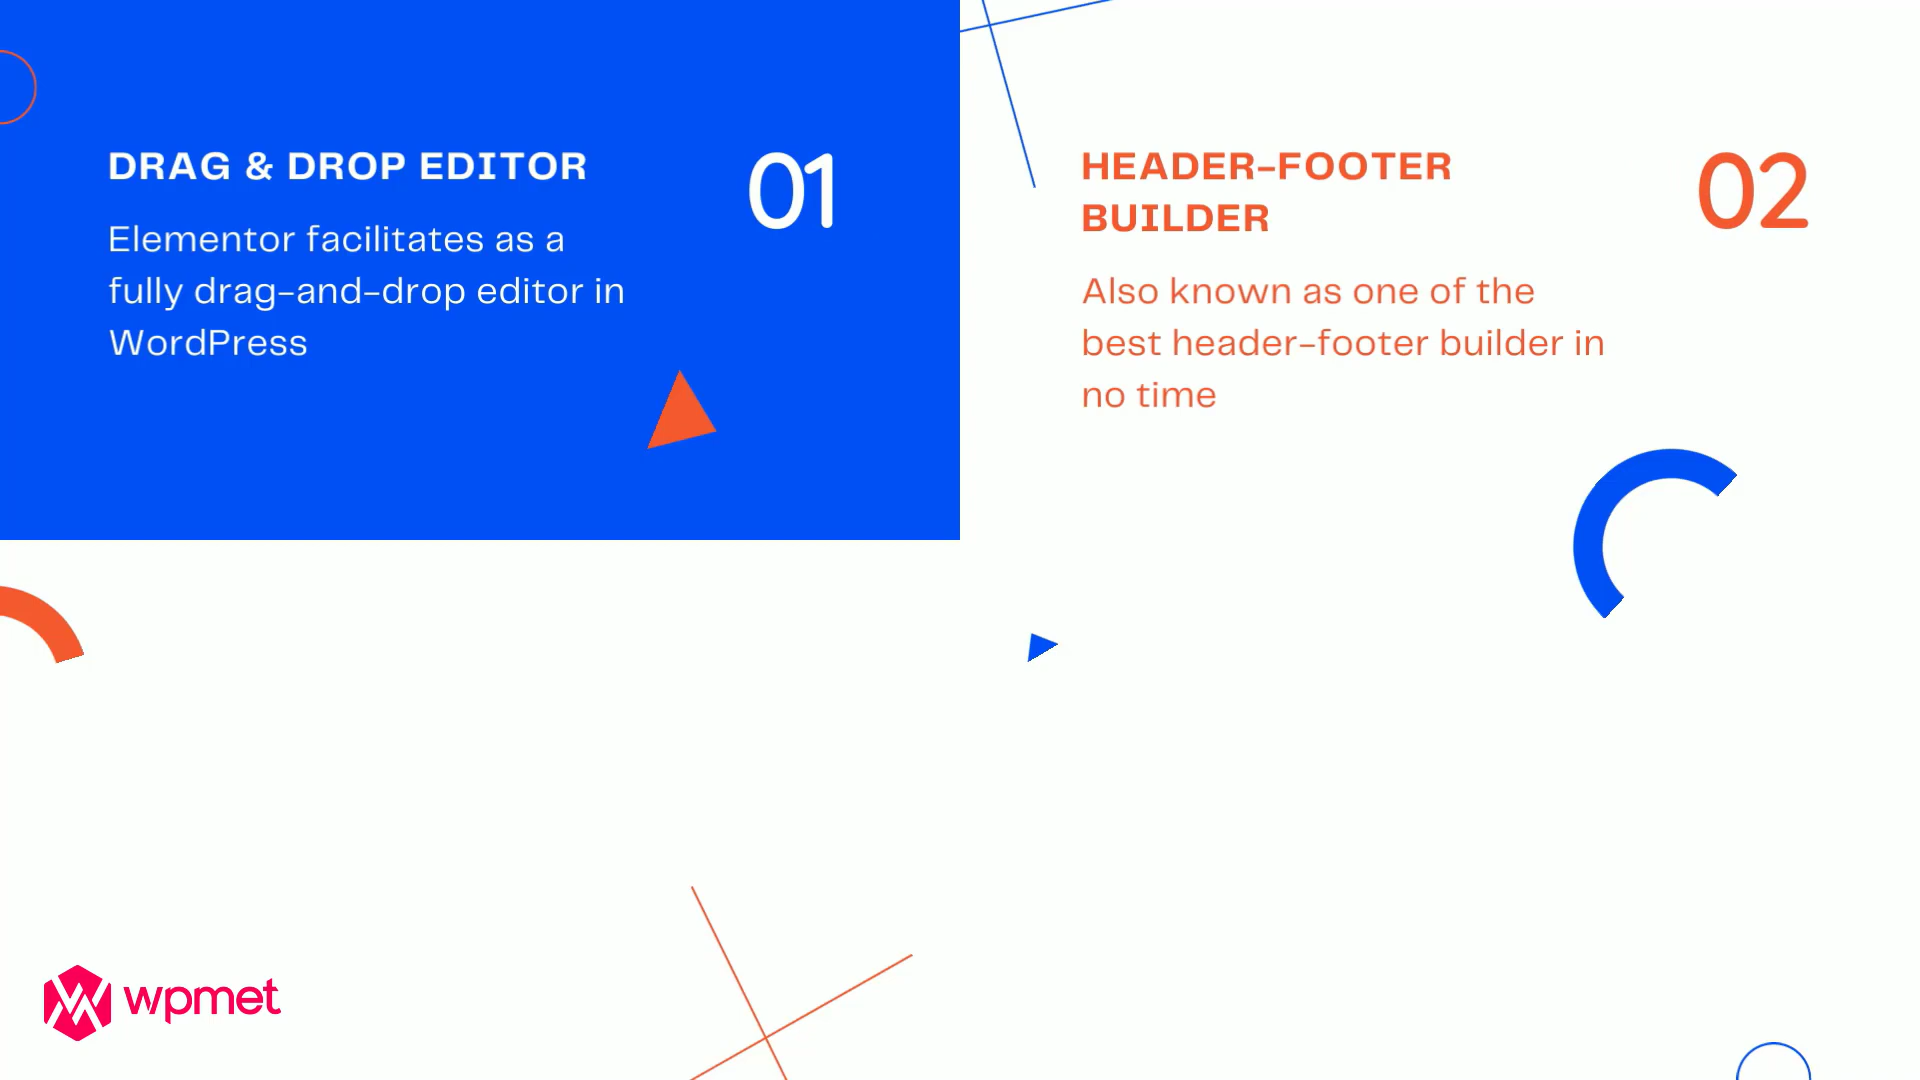 DRAG & DROP EDITOR
01
Elementor facilitates as a
fully drag-and-drop editor in
WordPress
HEADER-FOOTER
BUILDER
02
Also known as one of the
best header-footer builder in
no time
wpmet